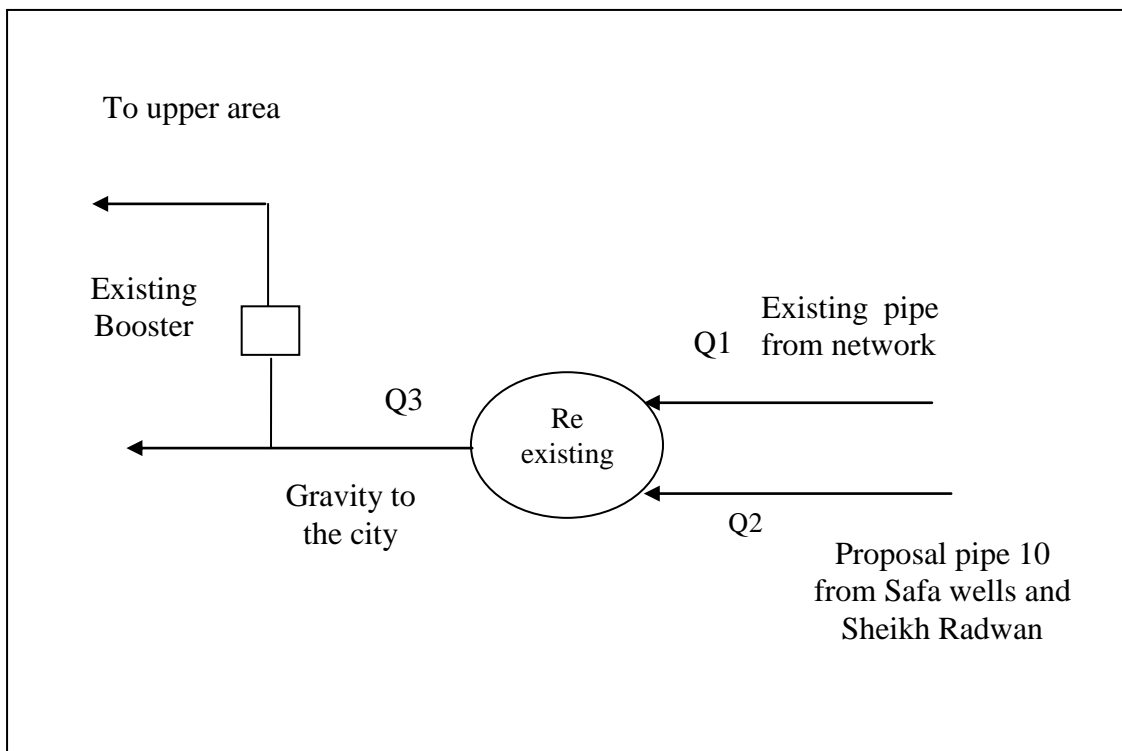 To upper area
Existing
Booster
Existing pipe
from network
Q1
Q3
Re
existing
Gravity to
the city
Q2
Proposal pipe 10
from Safa wells and
Sheikh Radwan